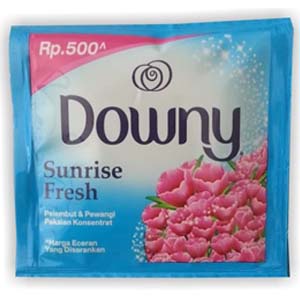 Rp.500^
Downy
Sunrise
Fresh
Pelembut & Pewangi
Pakaian Konsentrat
^Harga Eceran
Yang Disarankan